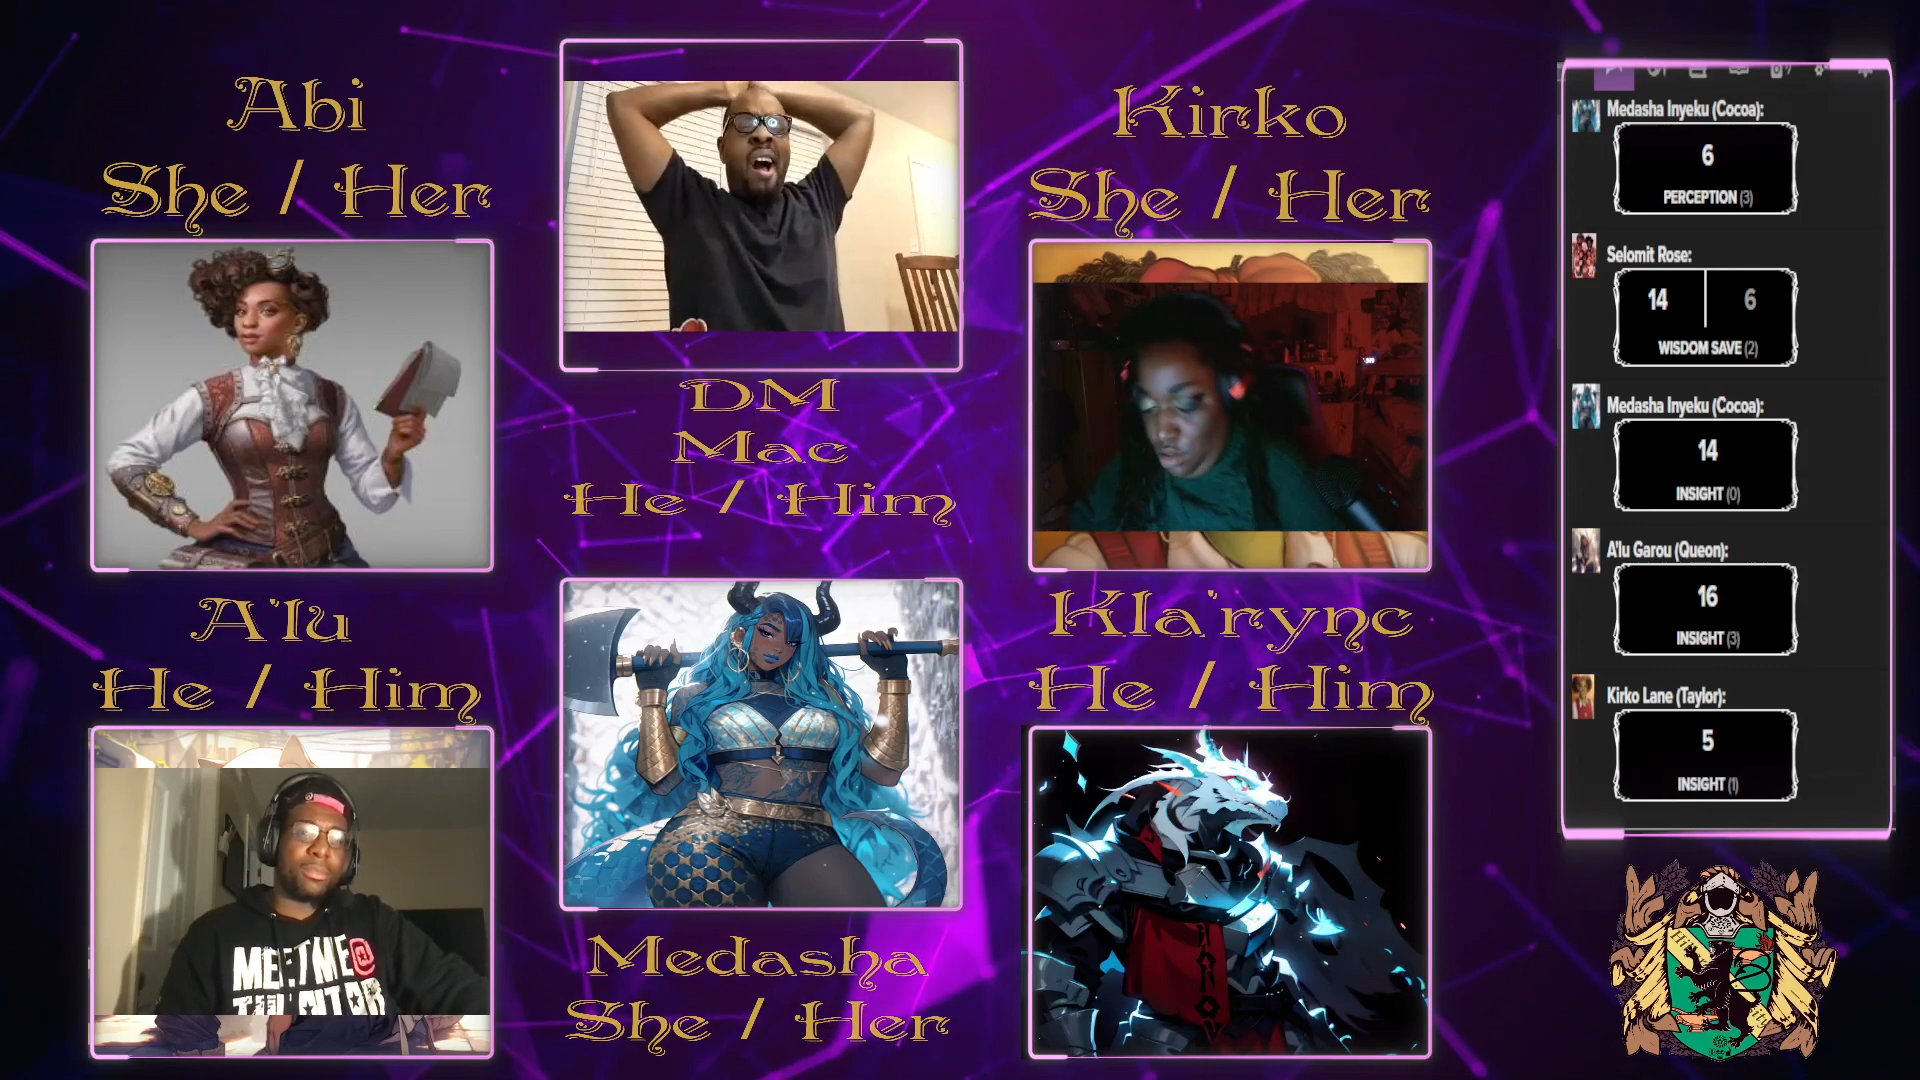 Abi
She / Her
DM
Mac
He / Him
Kirko
She / Her
A'lu
He / Him
MEETME@
Medasha
She / Her
Kla'rync
He / Him
Medasha Inyeku (Cocoa):
6
PERCEPTION (3)
Selomit Rose:
14 6
WISDOM SAVE (2)
Medasha Inyeku (Cocoa):
14
INSIGHT (0)
A'lu Garou (Queon):
16
INSIGHT (3)
Kirko Lane (Taylor):
5
INSIGHT (1)